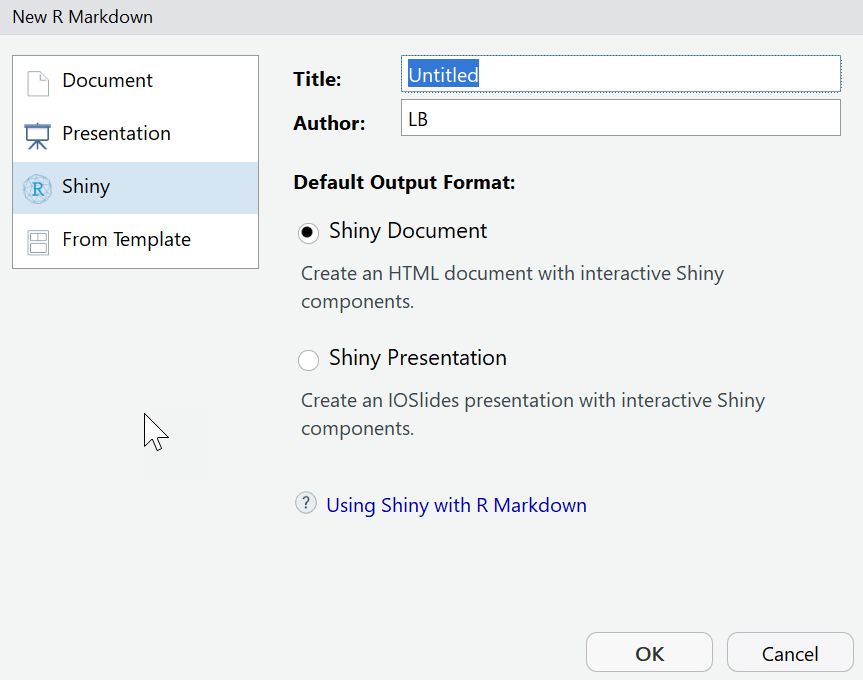 New R Markdown
Document
Presentation
R
Shiny
From Template
Title:
Untitled
Author:
LB
Default Output Format:
Shiny Document
Create an HTML document with interactive Shiny
components.
Shiny Presentation
Create an IOSlides presentation with interactive Shiny
components.
? Using Shiny with R Markdown
OK
Cancel